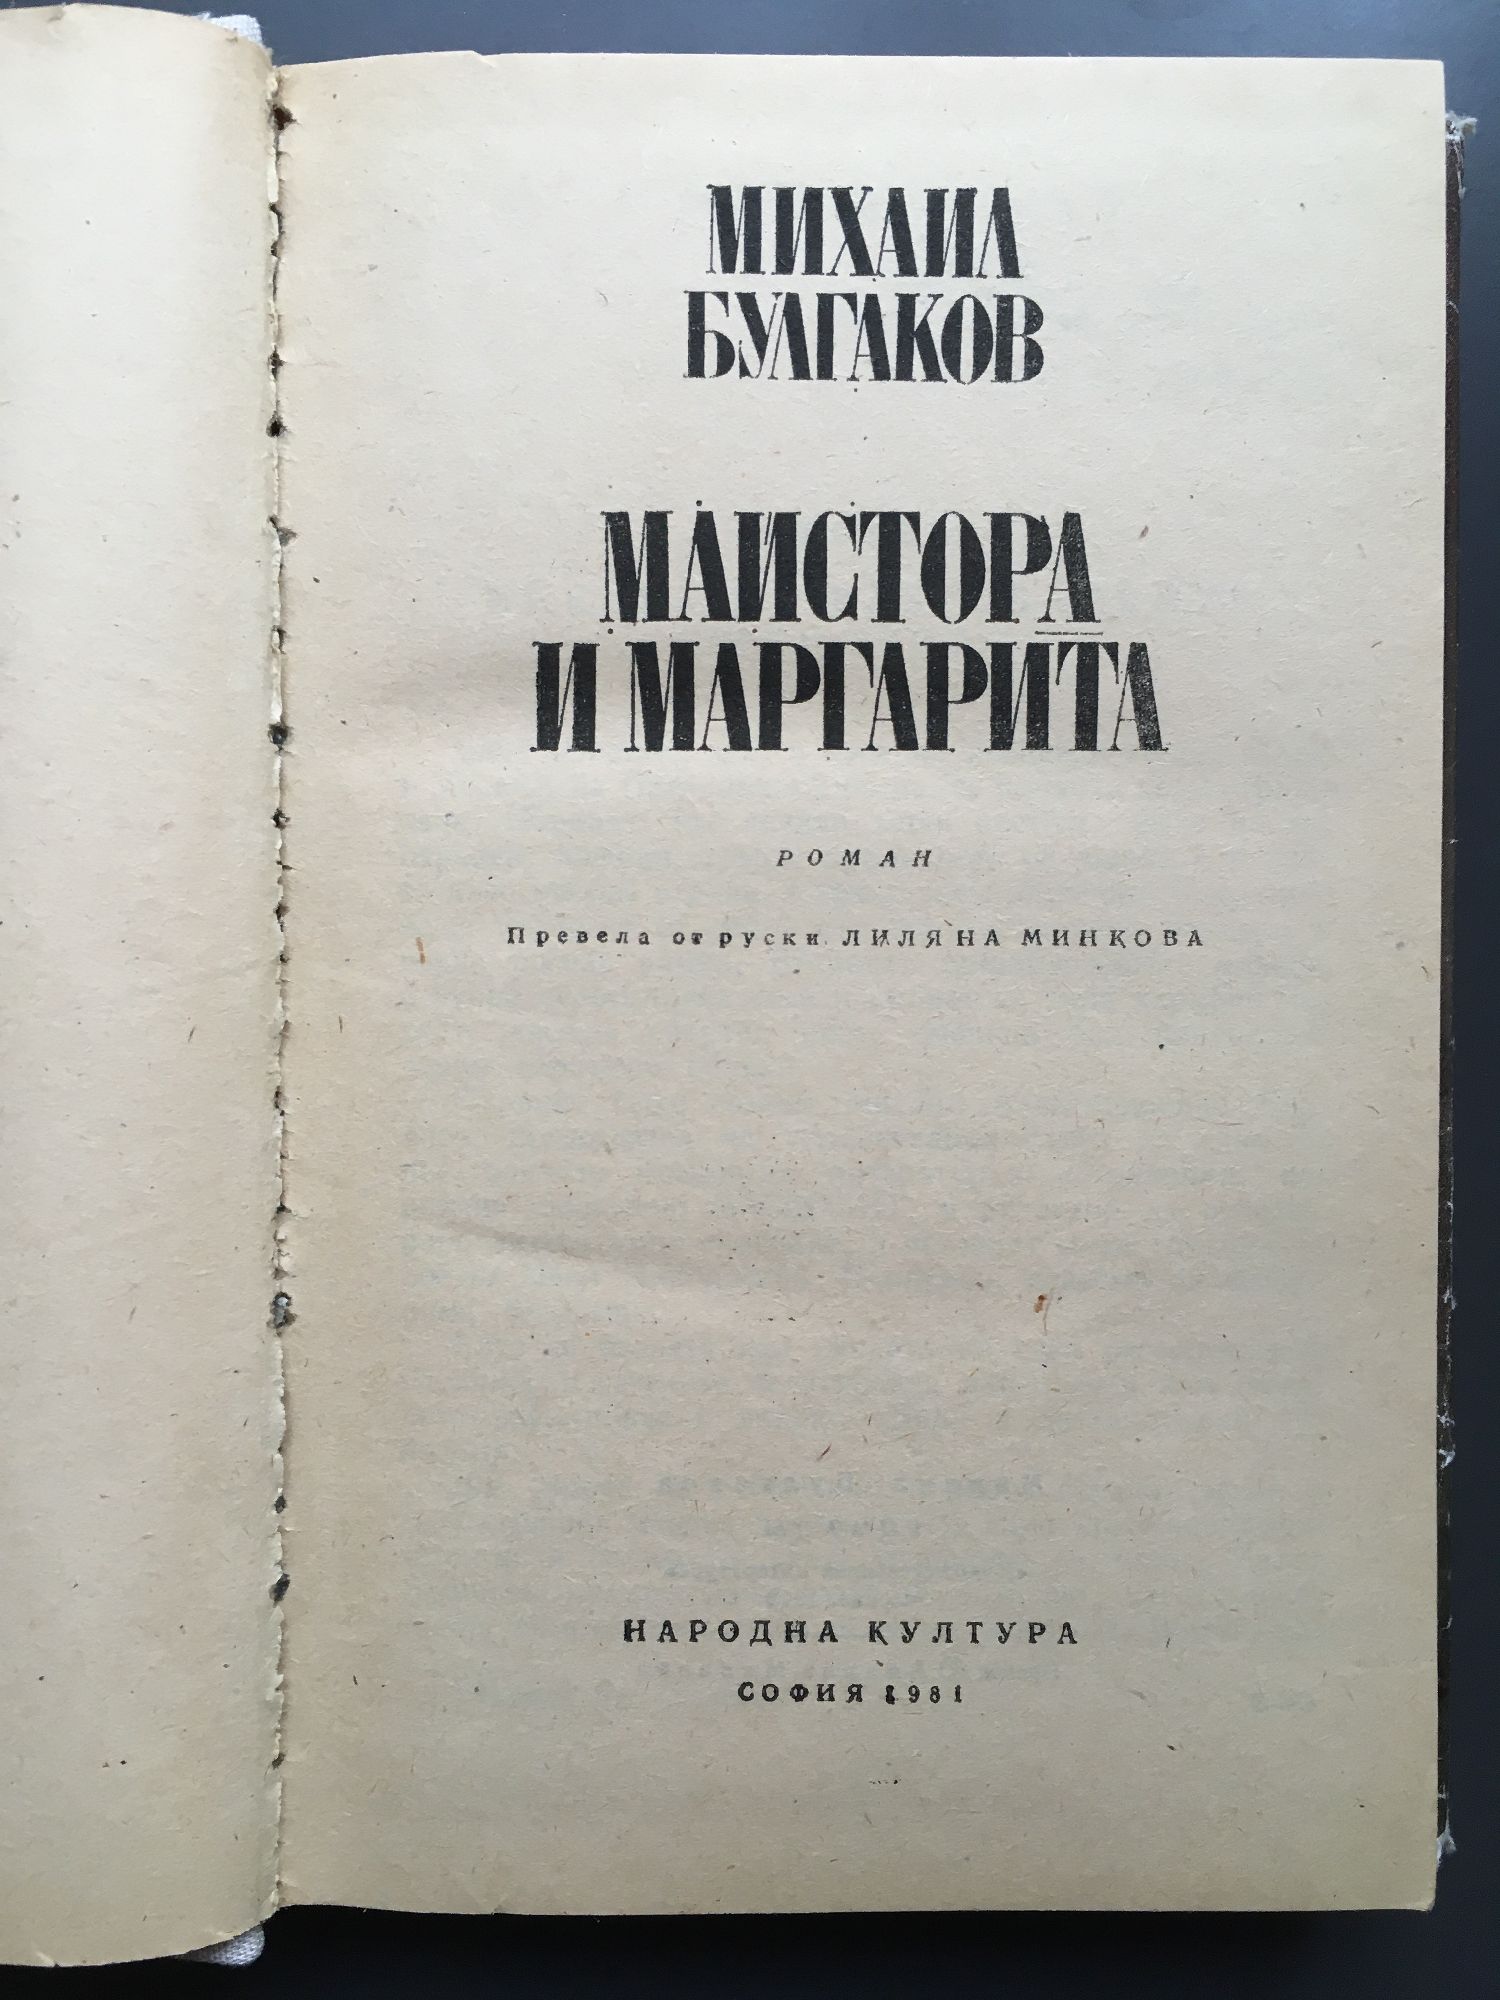 МИХАИЛ
БУЛГАКОВ
МАЙСТОРА
И МАРГАРИТА
РОМАН
Превела от руски ЛИЛЯНА МИНКОВА
НАРОДНА КУЛТУРА
СОФИЯ 1981